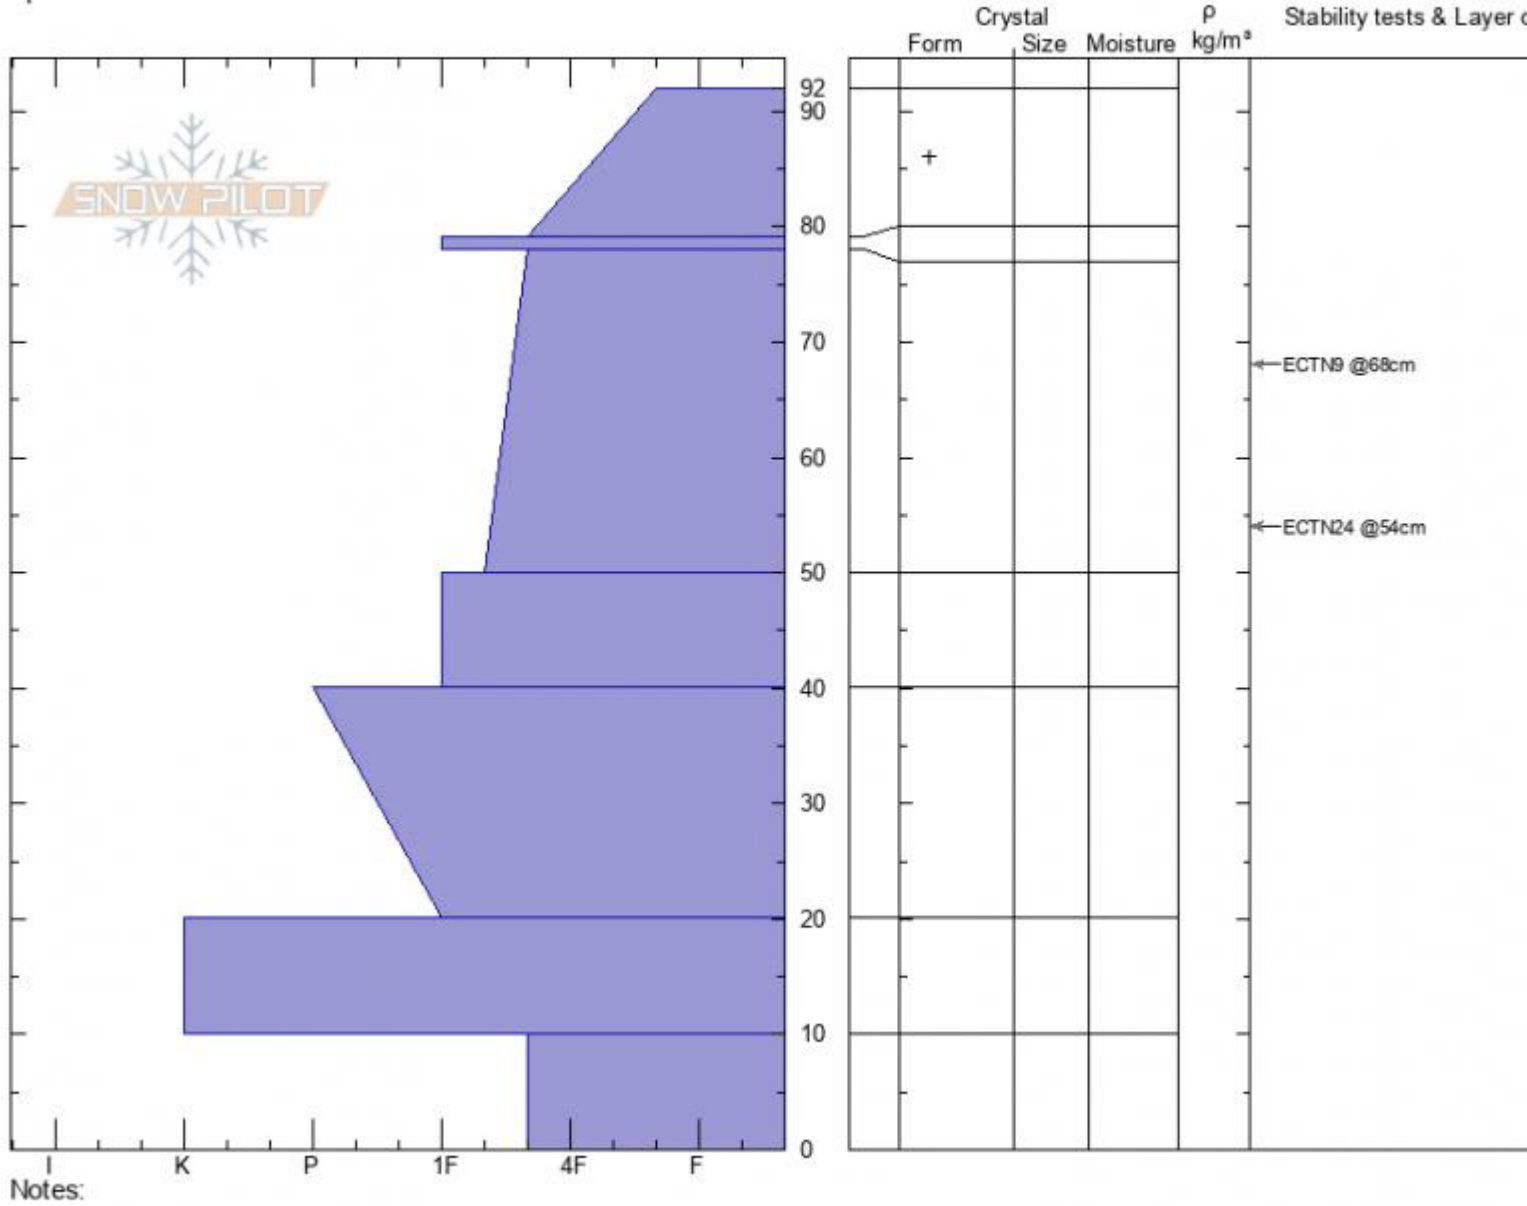 Crystal
ρ
Stability tests & Layer
Form Size Moisture kg/m³
92
90
SNOW PILOT
80
70
ECTN9 @68cm
60
ECTN24 @54cm
50
40
30
20
10
0
I K P 1F 4F F
Notes: